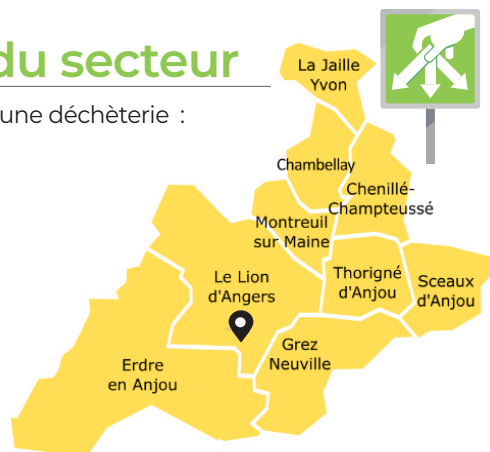 du secteur
une déchèterie :
La Jaille
Yvon
Chambellay
Chenillé-
Champteussé
Montreuil
sur Maine
Le Lion
d'Angers
Thorigné
d'Anjou
Sceaux
d'Anjou
Grez
Neuville
Erdre
en Anjou